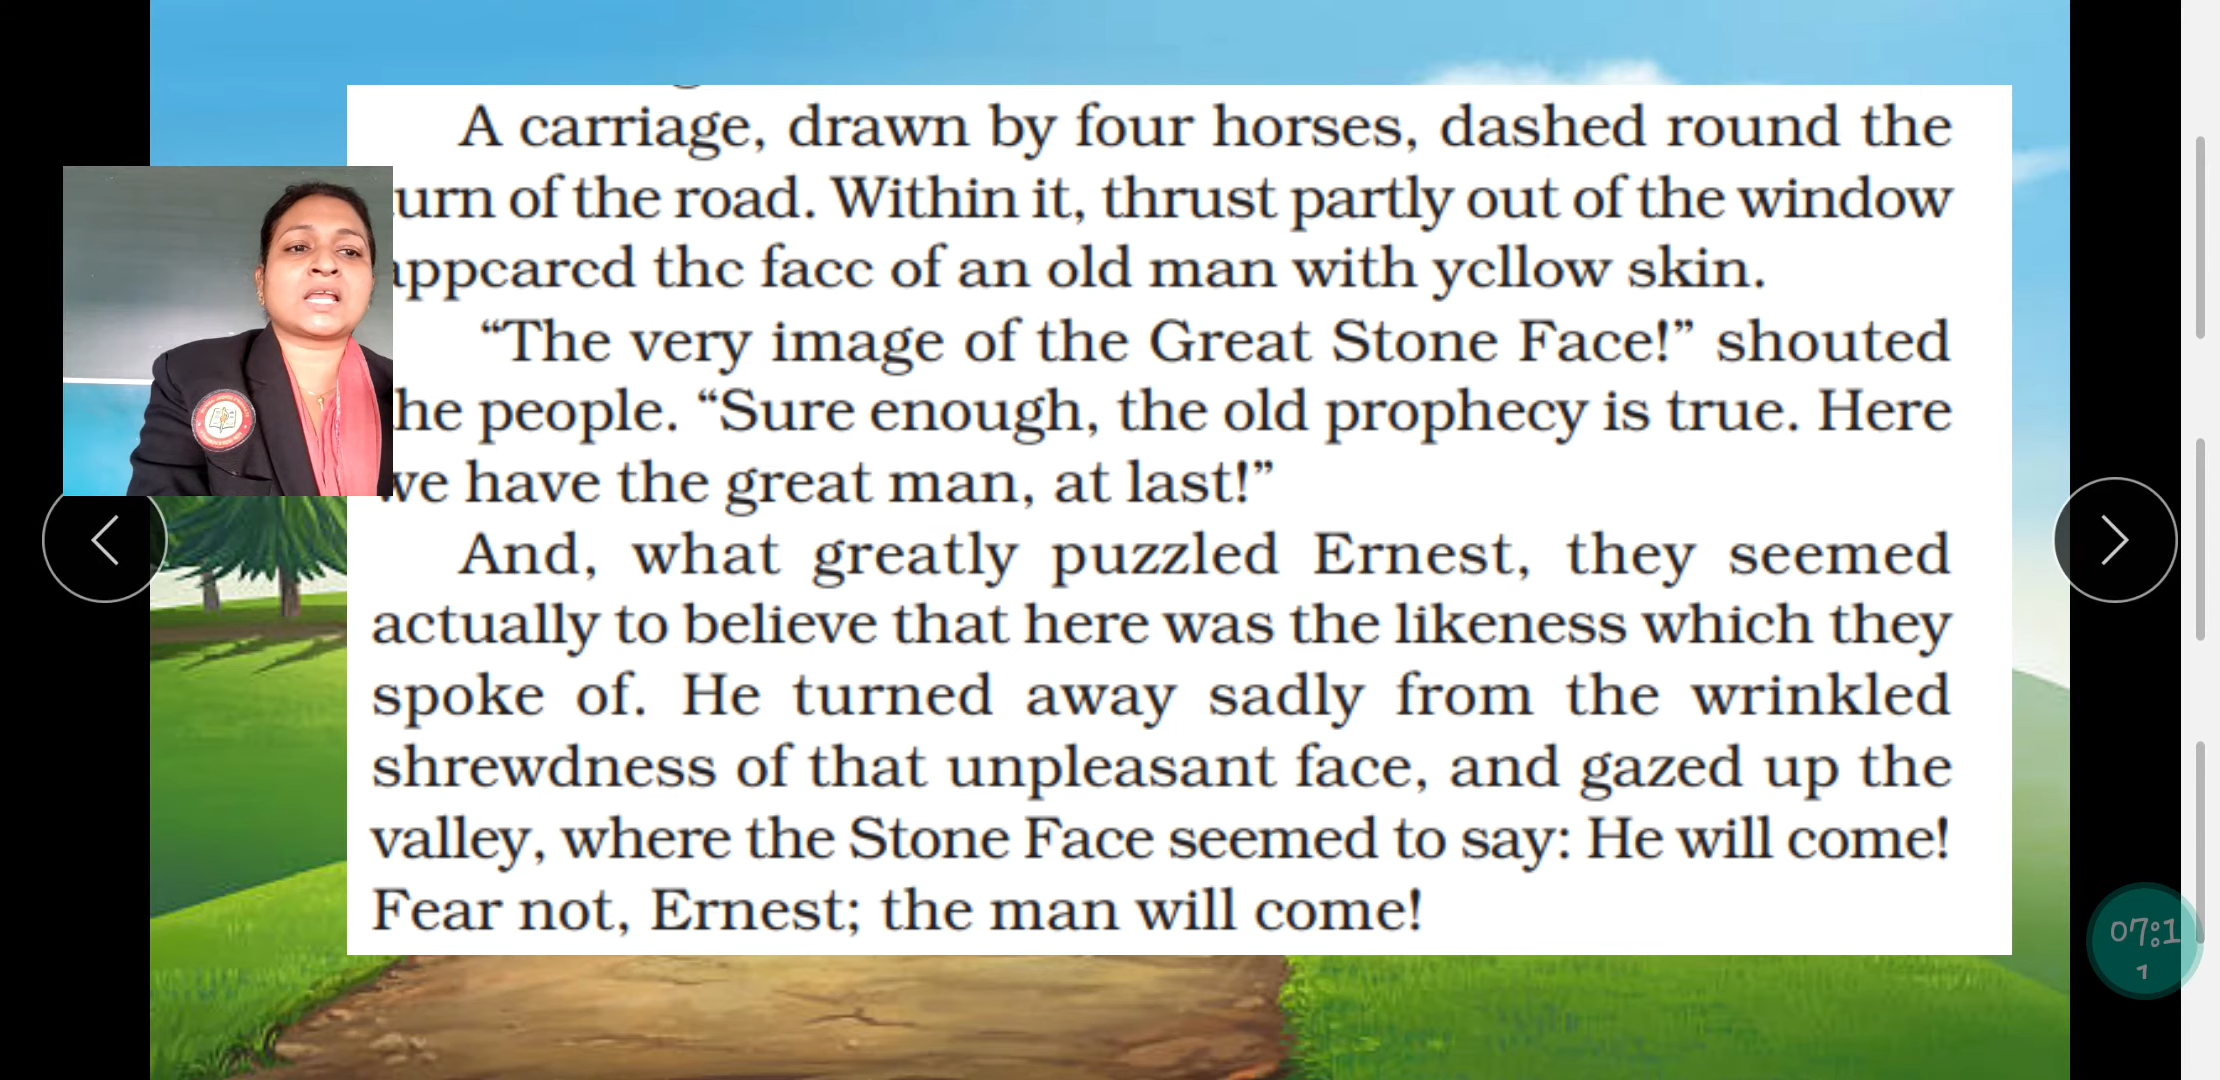 A carriage, drawn by four horses, dashed round the
urn of the road. Within it, thrust partly out of the window
appeared the face of an old man with yellow skin.
“The very image of the Great Stone Face!” shouted
he people. “Sure enough, the old prophecy is true. Here
we have the great man, at last!”
And, what greatly puzzled Ernest, they seemed
actually to believe that here was the likeness which they
spoke of. He turned away sadly from the wrinkled
shrewdness of that unpleasant face, and gazed up the
valley, where the Stone Face seemed to say: He will come!
Fear not, Ernest; the man will come!
07:1
1